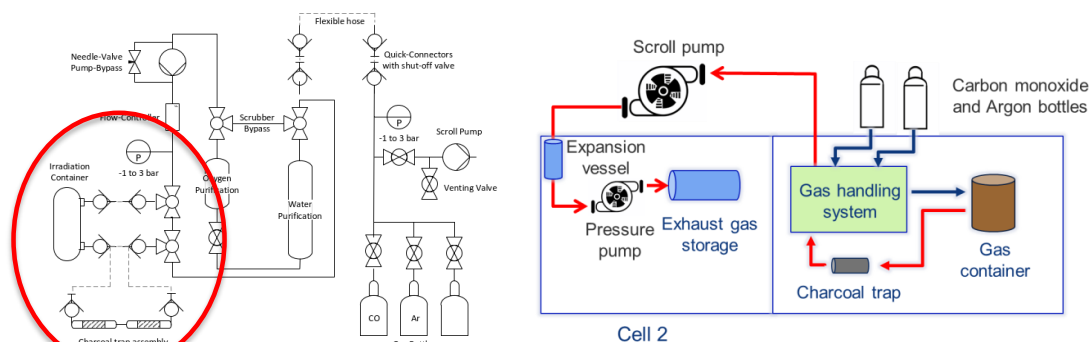 Flexible hose
Needle-Valve
Pump-Bypass
Quick-Connectors
with shut-off valve
Flow-Controller
Scrubber
Bypass
P
-1 to 3 bar
Scroll Pump
P
-1 to 3 bar
Irradiation
Container
Oxygen
Purification
Venting Valve
Water
Purification
CO
Ar
Charcoal trap assembly
Scroll pump
Carbon monoxide
and Argon bottles
Expansion
vessel
Pressure
pump
Exhaust gas
storage
Gas handling
system
Gas
container
Charcoal trap
Cell 2